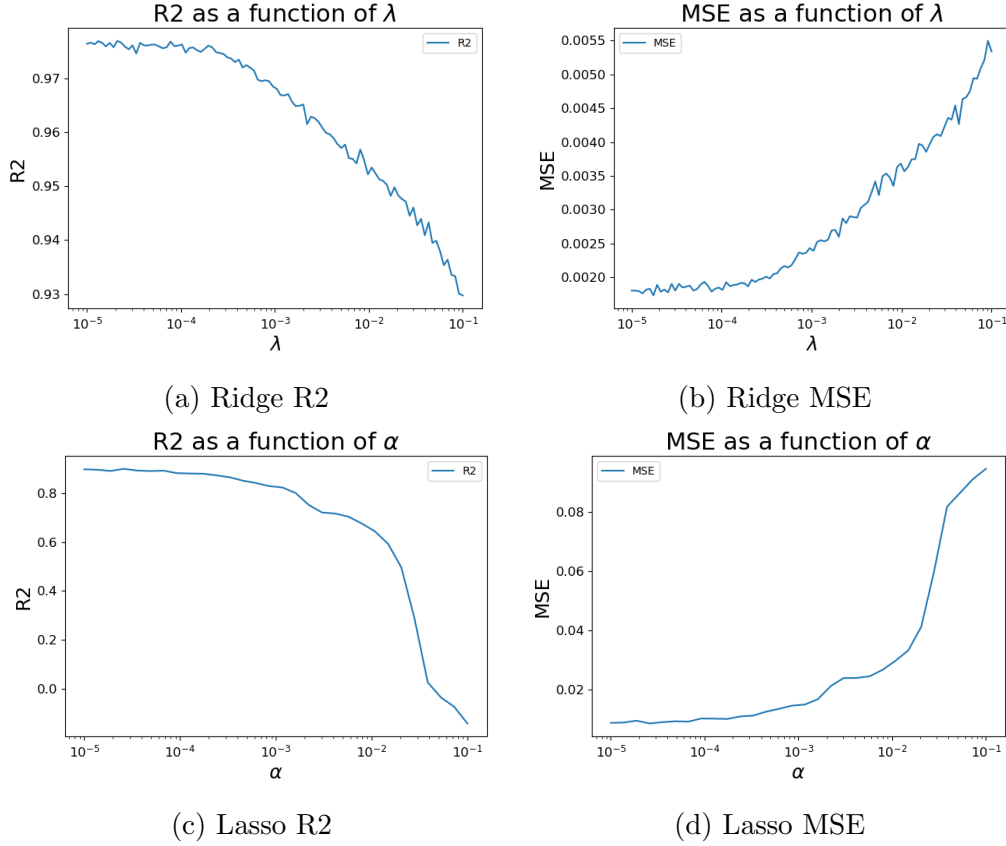 R2 as a function of λ
R2
0.97
0.96
0.95
0.94
0.93
R2
10⁻⁵ 10⁻⁴ 10⁻³ 10⁻² 10⁻¹
λ
(a) Ridge R2
MSE as a function of λ
MSE
0.0055
0.0050
0.0045
0.0040
0.0035
0.0030
0.0025
0.0020
MSE
10⁻⁵ 10⁻⁴ 10⁻³ 10⁻² 10⁻¹
λ
(b) Ridge MSE
R2 as a function of α
R2
0.8
0.6
0.4
0.2
0.0
R2
10⁻⁵ 10⁻⁴ 10⁻³ 10⁻² 10⁻¹
α
(c) Lasso R2
MSE as a function of α
MSE
0.08
0.06
0.04
0.02
MSE
10⁻⁵ 10⁻⁴ 10⁻³ 10⁻² 10⁻¹
α
(d) Lasso MSE